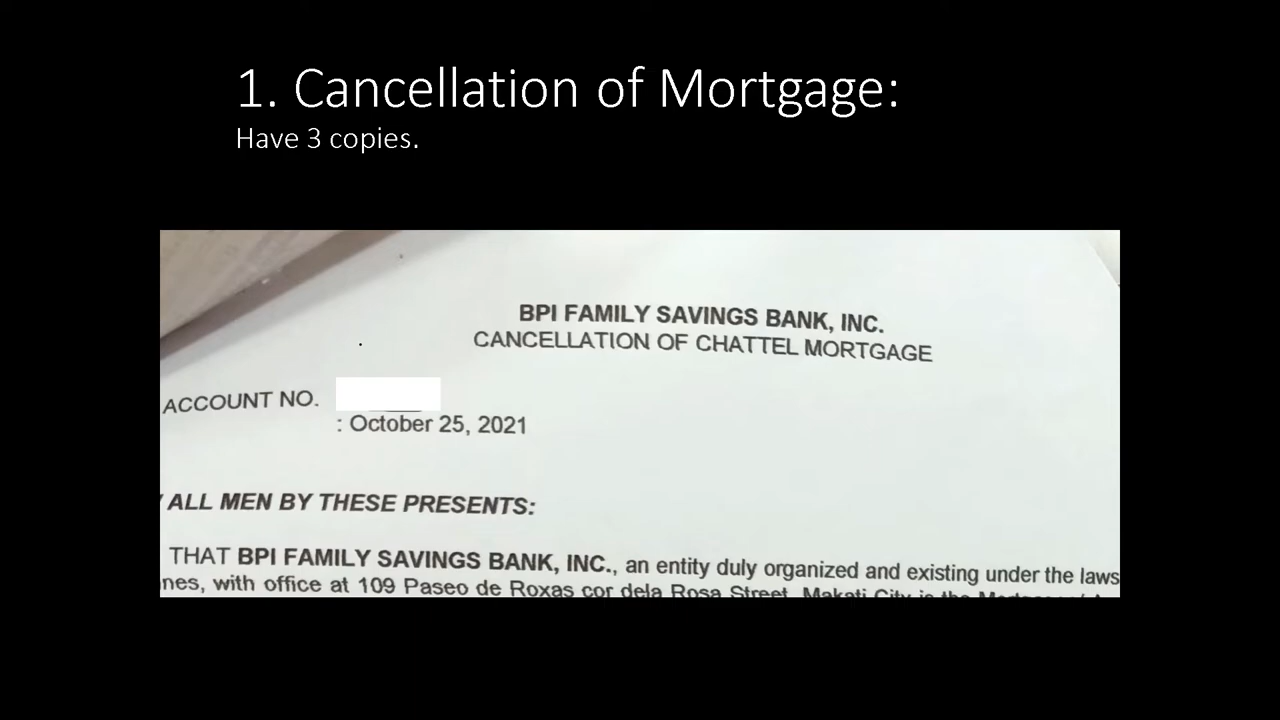 1. Cancellation of Mortgage:
Have 3 copies.
BPI FAMILY SAVINGS BANK, INC.
CANCELLATION OF CHATTEL MORTGAGE
ACCOUNT NO.
: October 25, 2021
ALL MEN BY THESE PRESENTS:
THAT BPI FAMILY SAVINGS BANK, INC., an entity duly organized and existing under the laws
nes, with office at 109 Paseo de Roxas cor dela Rosa Street, Makati City is the